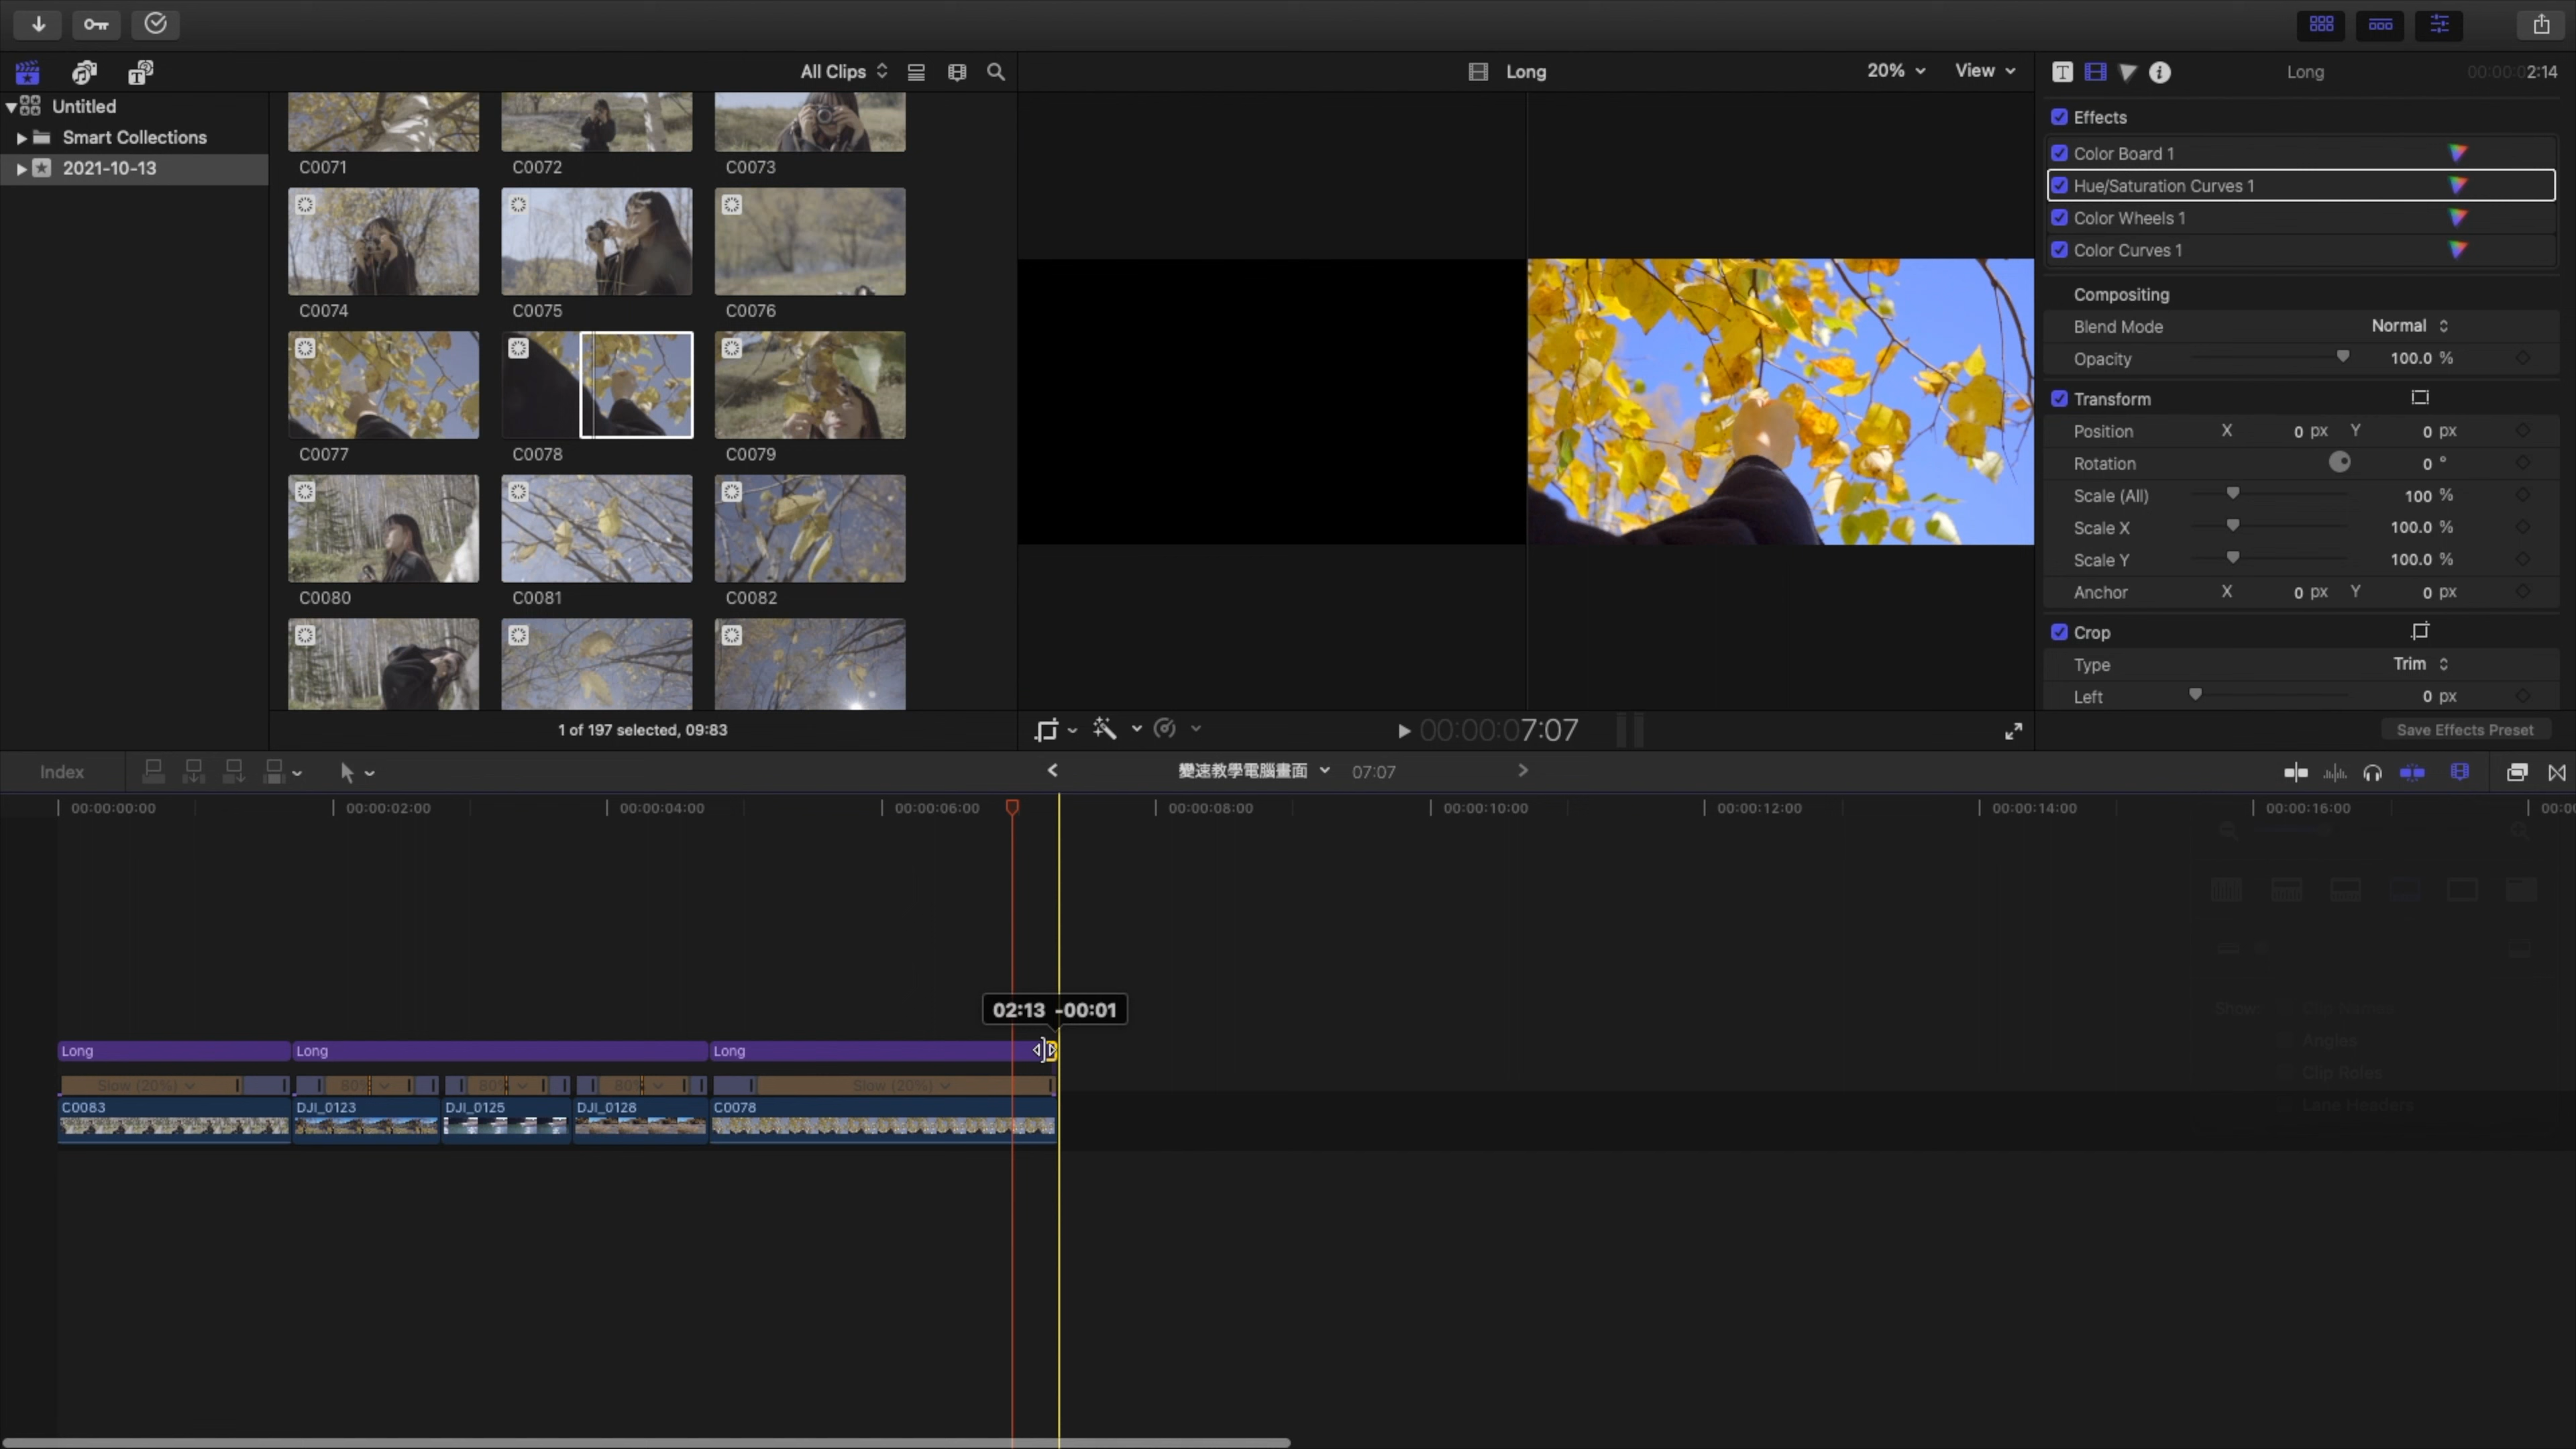 All Clips
Long
20%
View
Long
00:00:02:14
Untitled
Smart Collections
2021-10-13
C0071
C0072
C0073
C0074
C0075
C0076
C0077
C0078
C0079
C0080
C0081
C0082
1 of 197 selected, 09:83
00:00:00:07:07
Effects
Color Board 1
Hue/Saturation Curves 1
Color Wheels 1
Color Curves 1
Compositing
Blend Mode Normal
Opacity 100.0 %
Transform
Position X 0 px Y 0 px
Rotation 0 °
Scale (All) 100 %
Scale X 100.0 %
Scale Y 100.0 %
Anchor X 0 px Y 0 px
Crop
Type Trim
Left 0 px
Save Effects Preset
Index
變速教學電腦畫面 07:07
00:00:00:00
00:00:02:00
00:00:04:00
00:00:06:00
00:00:08:00
00:00:10:00
00:00:12:00
00:00:14:00
00:00:16:00
02:13 -00:01
Long
Long
Long
Slow (20%)
80%
80%
80%
Slow (20%)
C0083
DJI_0123
DJI_0125
DJI_0128
C0078
Show:
Clip Names
Angles
Clip Roles
Lane Headers